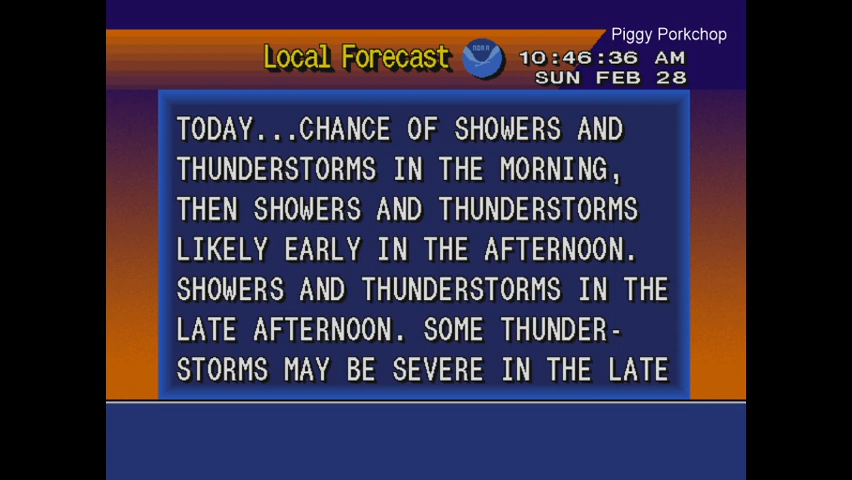 Piggy Porkchop
Local Forecast
NOAA
10:46:36 AM
SUN FEB 28
TODAY...CHANCE OF SHOWERS AND
THUNDERSTORMS IN THE MORNING,
THEN SHOWERS AND THUNDERSTORMS
LIKELY EARLY IN THE AFTERNOON.
SHOWERS AND THUNDERSTORMS IN THE
LATE AFTERNOON. SOME THUNDER-
STORMS MAY BE SEVERE IN THE LATE